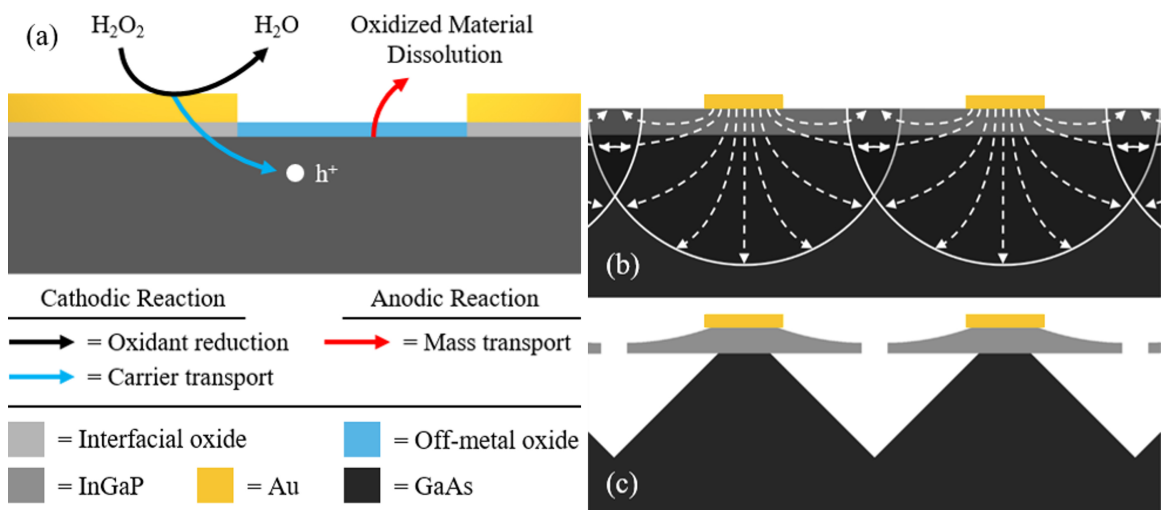 (a)
H₂O₂
H₂O
Oxidized Material
Dissolution
h⁺
Cathodic Reaction
Anodic Reaction
= Oxidant reduction
= Mass transport
= Carrier transport
= Interfacial oxide
= Off-metal oxide
= InGaP
= Au
= GaAs
(b)
(c)